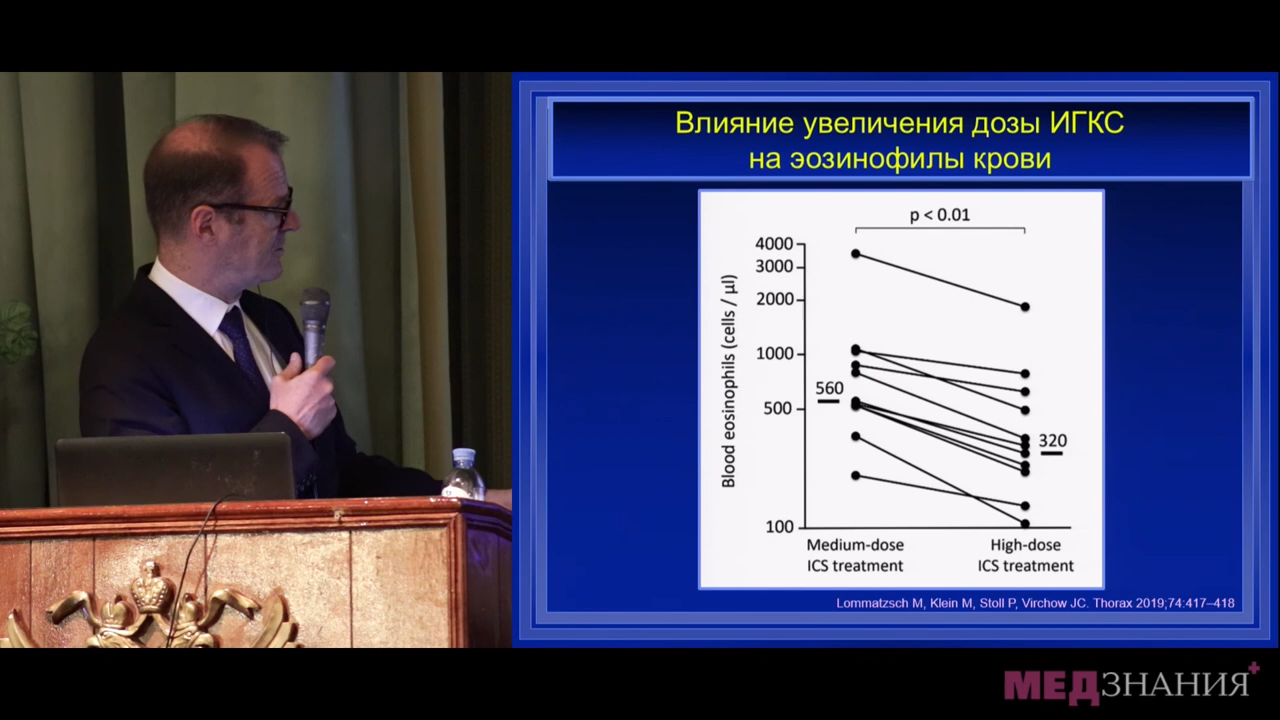 Влияние увеличения дозы ИГКС
на эозинофилы крови
p < 0.01
Blood eosinophils (cells / µl)
4000
3000
2000
1000
500
100
560
320
Medium-dose
ICS treatment
High-dose
ICS treatment
Lommatzsch M, Klein M, Stoll P, Virchow JC. Thorax 2019;74:417–418
МЕДЗНАНИЯ+